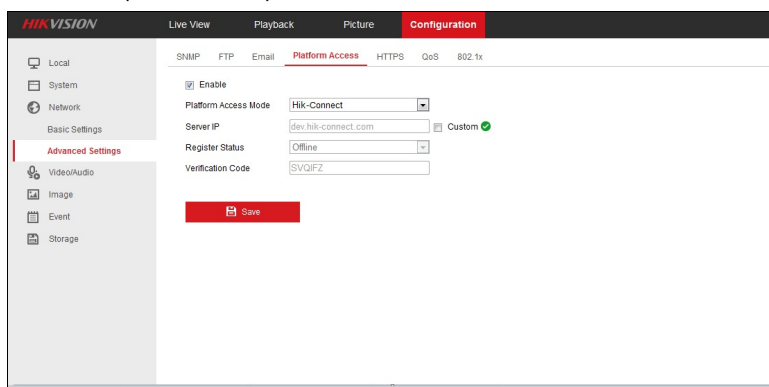 HIKVISION
Live View Playback Picture Configuration
Local
System
Network
Basic Settings
Advanced Settings
Video/Audio
Image
Event
Storage
SNMP FTP Email Platform Access HTTPS QoS 802.1x
Enable
Platform Access Mode Hik-Connect
Server IP dev.hik-connect.com Custom
Register Status Offline
Verification Code SVQIFZ
Save